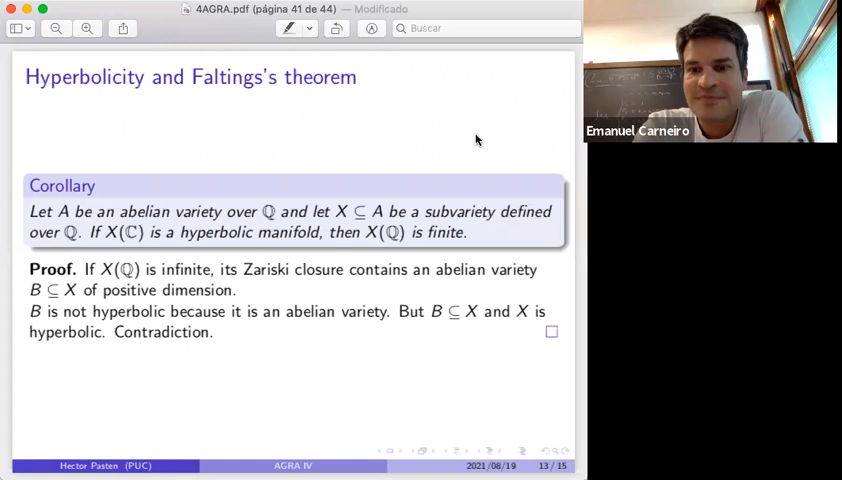 4AGRA.pdf (página 41 de 44) — Modificado
Buscar
Hyperbolicity and Faltings's theorem
Corollary
Let A be an abelian variety over ℚ and let X ⊆ A be a subvariety defined
over ℚ. If X(ℂ) is a hyperbolic manifold, then X(ℚ) is finite.
Proof. If X(ℚ) is infinite, its Zariski closure contains an abelian variety
B ⊆ X of positive dimension.
B is not hyperbolic because it is an abelian variety. But B ⊆ X and X is
hyperbolic. Contradiction.
Hector Pasten (PUC) AGRA IV 2021/08/19 13 / 15
Emanuel Carneiro